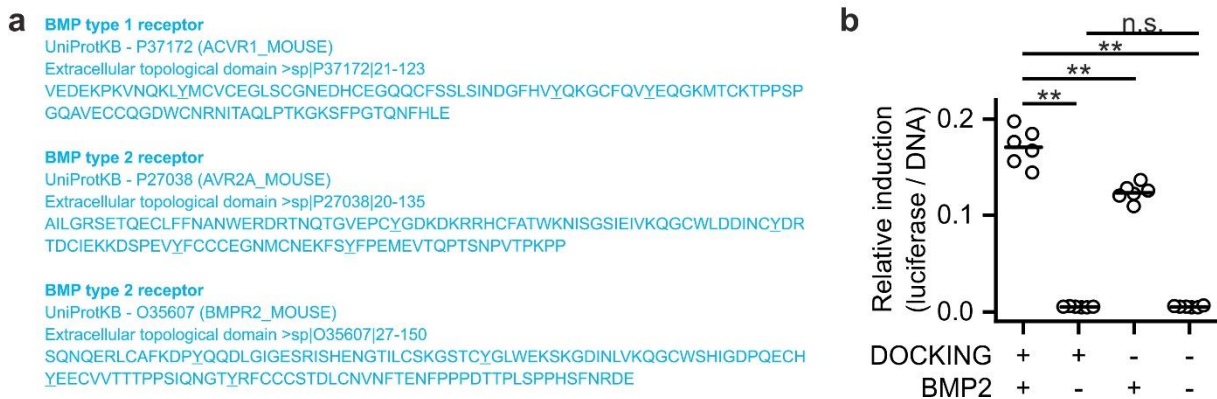 a
BMP type 1 receptor
UniProtKB - P37172 (ACVR1_MOUSE)
Extracellular topological domain >sp|P37172|21-123
VEDEKPKVNQKLYMCVCEGLSCGNEDHCEGQQCFSSLSINDGFHVYQKGCFQVYEQGKMTCKTPPSP
GQAVECCQGDWCNRNITAQLPTKGKSFPGTQNFHLE
BMP type 2 receptor
UniProtKB - P27038 (AVR2A_MOUSE)
Extracellular topological domain >sp|P27038|20-135
AILGRSETQECLFFNANWERDRTNQTGVEPCYGDKDKRRHCFATWKNISGSIEIVKQGCWLDDINCYDR
TDCIEKKDSPEVYFCCCEGNMCNEKFSYFPEMEVTQPTSNPVTPKPP
BMP type 2 receptor
UniProtKB - O35607 (BMPR2_MOUSE)
Extracellular topological domain >sp|O35607|27-150
SQNQERLCAFKDPYQQDLGIGESRISHENGTILCSKGSTCYGLWEKSKGDINLVKQGCWSHIGDPQECH
YEECVVTTTPPSIQNGTYRFCCCSTDLCNVNFTENFPPPDTTPLSPPHSFNRDE
b
n.s.
**
**
**
Relative induction
(luciferase / DNA)
0.2
0.1
0.0
DOCKING + + - -
BMP2 + - + -